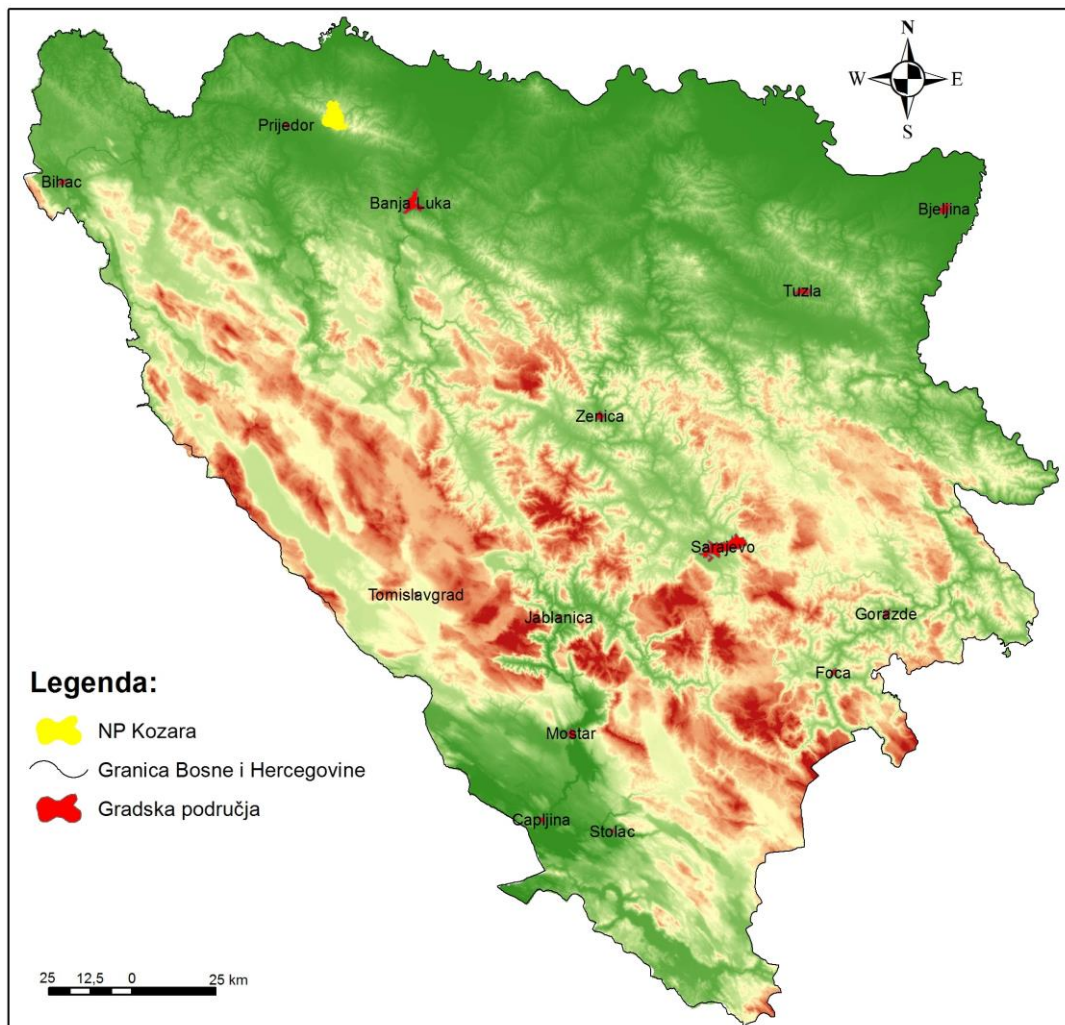 N
W E
S
Prijedor
Bihac
Banja Luka
Bjeljina
Tuzla
Zenica
Sarajevo
Tomislavgrad
Jablanica
Gorazde
Foca
Mostar
Capljina
Stolac
Legenda:
NP Kozara
Granica Bosne i Hercegovine
Gradska područja
25 12,5 0 25 km